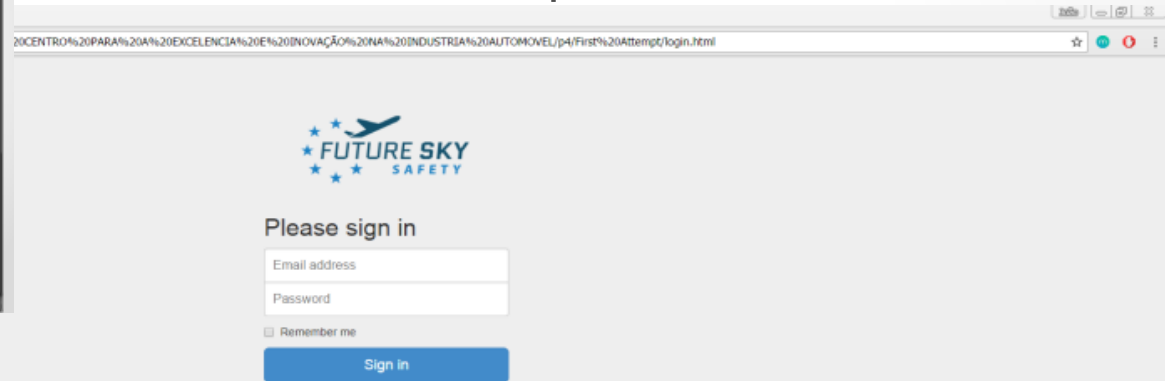 20CENTRO%20PARA%20A%20EXCELENCIA%20E%20INOVAÇÃO%20NA%20INDUSTRIA%20AUTOMOVEL/p4/First%20Attempt/login.html
FUTURE SKY
SAFETY
Please sign in
Email address
Password
Remember me
Sign in